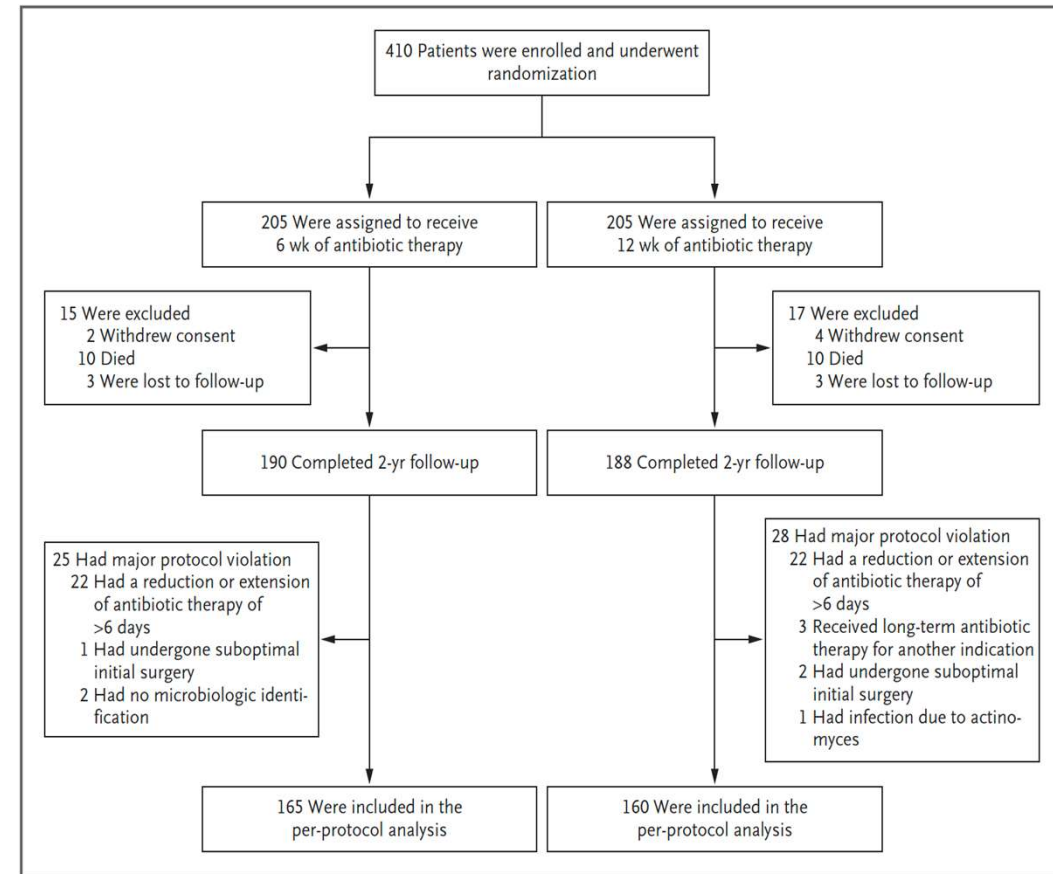 410 Patients were enrolled and underwent
randomization
205 Were assigned to receive
6 wk of antibiotic therapy
205 Were assigned to receive
12 wk of antibiotic therapy
15 Were excluded
2 Withdrew consent
10 Died
3 Were lost to follow-up
17 Were excluded
4 Withdrew consent
10 Died
3 Were lost to follow-up
190 Completed 2-yr follow-up
188 Completed 2-yr follow-up
25 Had major protocol violation
22 Had a reduction or extension
of antibiotic therapy of
>6 days
1 Had undergone suboptimal
initial surgery
2 Had no microbiologic identi-
fication
28 Had major protocol violation
22 Had a reduction or extension
of antibiotic therapy of
>6 days
3 Received long-term antibiotic
therapy for another indication
2 Had undergone suboptimal
initial surgery
1 Had infection due to actino-
myces
165 Were included in the
per-protocol analysis
160 Were included in the
per-protocol analysis